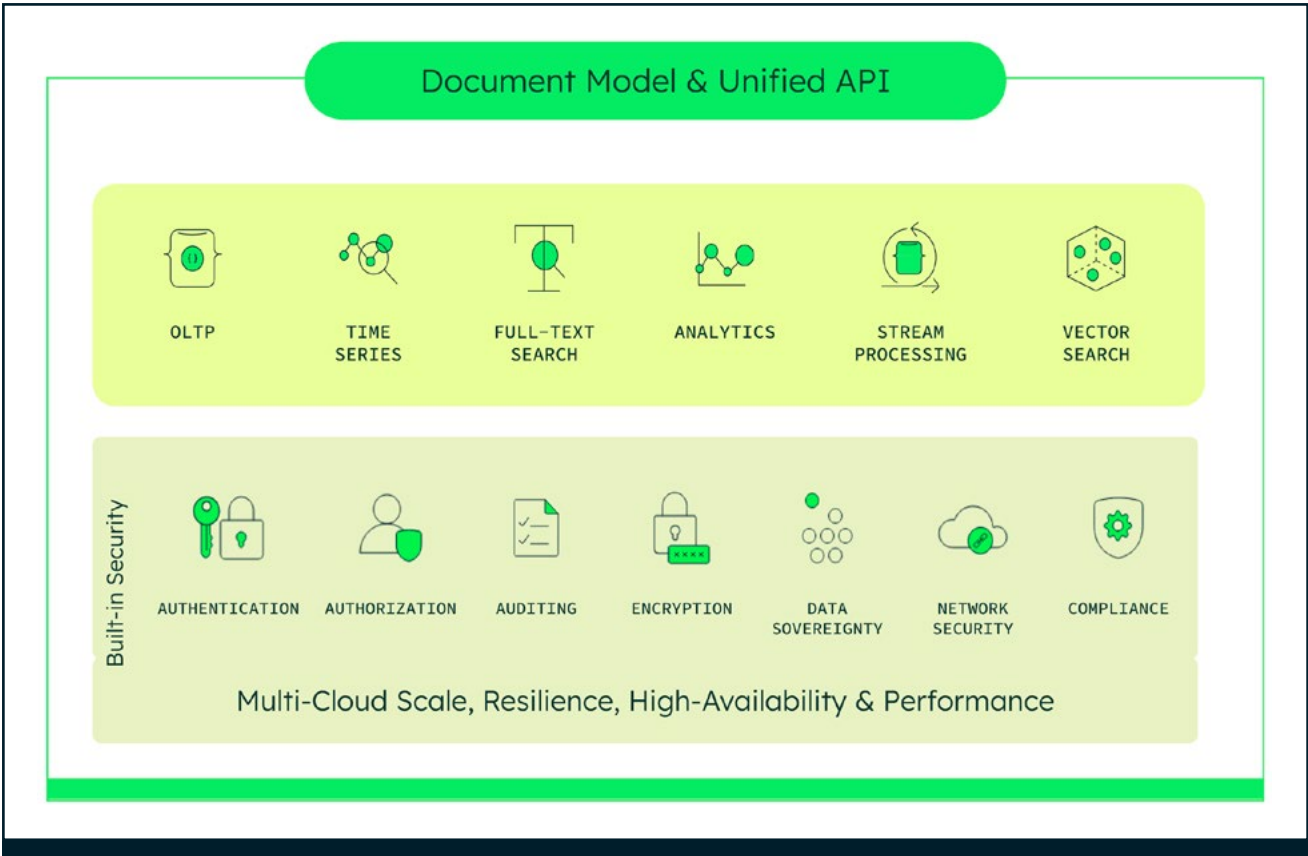 Document Model & Unified API
OLTP
TIME
SERIES
FULL-TEXT
SEARCH
ANALYTICS
STREAM
PROCESSING
VECTOR
SEARCH
Built-in Security
AUTHENTICATION
AUTHORIZATION
AUDITING
ENCRYPTION
DATA
SOVEREIGNTY
NETWORK
SECURITY
COMPLIANCE
Multi-Cloud Scale, Resilience, High-Availability & Performance